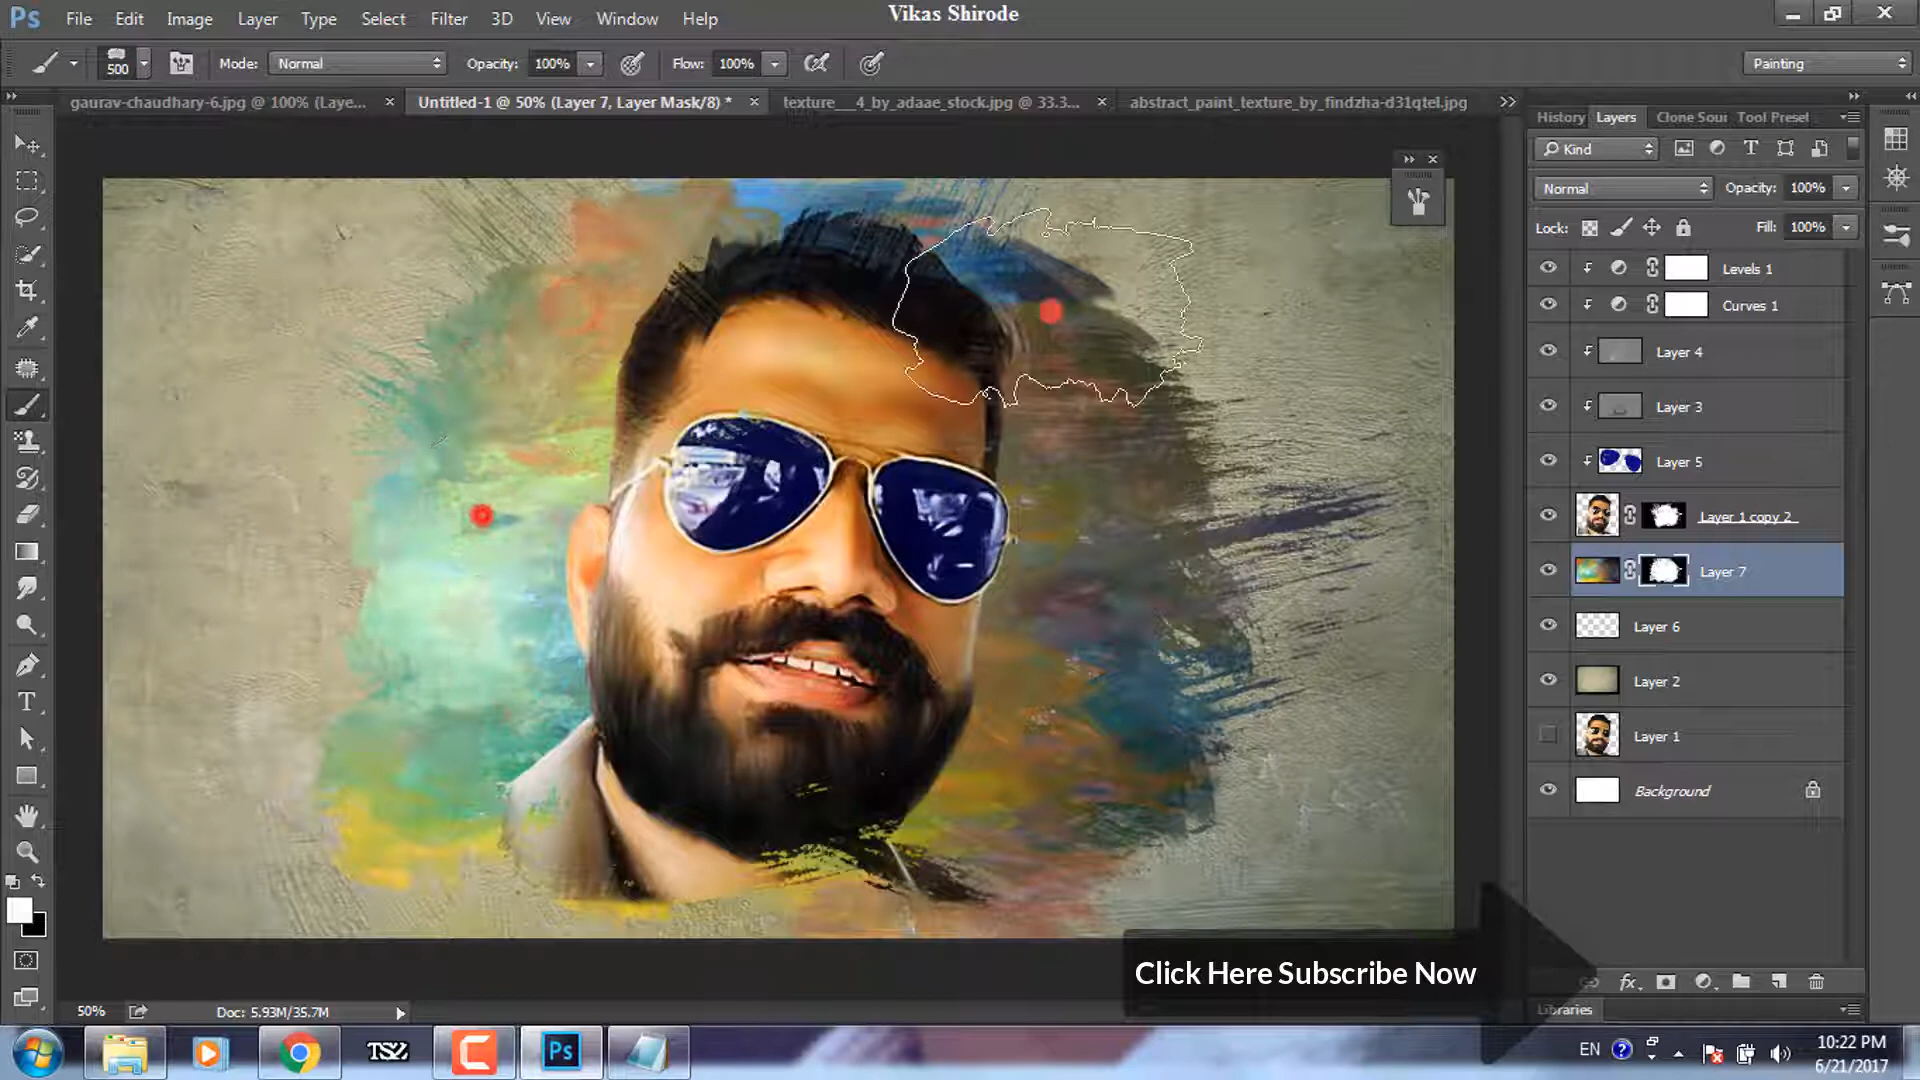 Ps File Edit Image Layer Type Select Filter 3D View Window Help
Vikas Shirode
500 Mode: Normal Opacity: 100% Flow: 100% Painting
gaurav-chaudhary-6.jpg @ 100% (Laye...
Untitled-1 @ 50% (Layer 7, Layer Mask/8) *
texture___4_by_adaae_stock.jpg @ 33.3...
abstract_paint_texture_by_findzha-d31qtel.jpg
History Layers Clone Sour Tool Preset
Kind
Normal Opacity: 100%
Lock: Fill: 100%
Levels 1
Curves 1
Layer 4
Layer 3
Layer 5
Layer 1 copy 2
Layer 7
Layer 6
Layer 2
Layer 1
Background
Click Here Subscribe Now
fx
50% Doc: 5.93M/35.7M
Libraries
Ps
EN
10:22 PM
6/21/2017